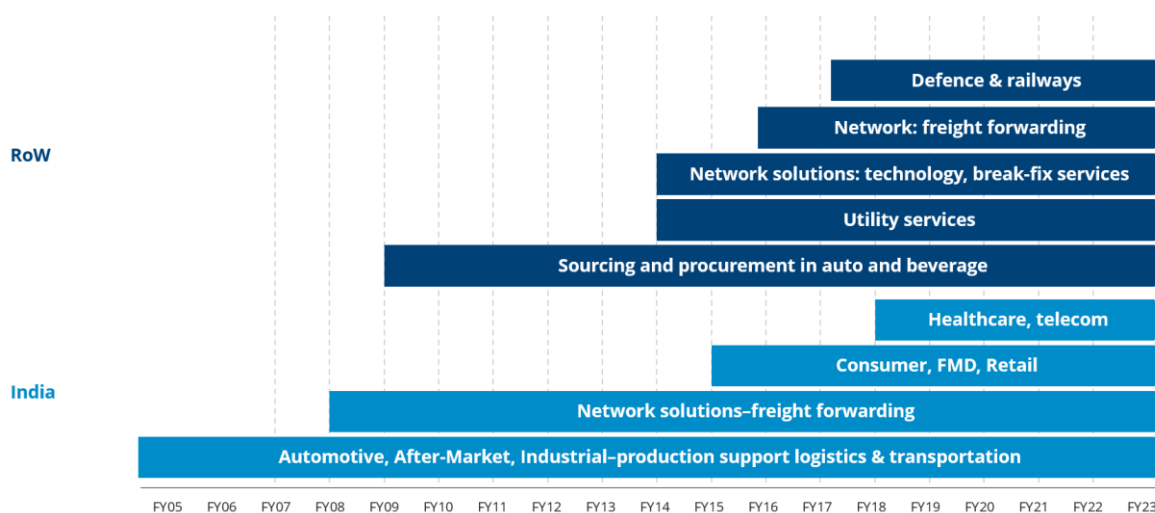 Defence & railways
Network: freight forwarding
RoW
Network solutions: technology, break-fix services
Utility services
Sourcing and procurement in auto and beverage
Healthcare, telecom
Consumer, FMD, Retail
India
Network solutions–freight forwarding
Automotive, After-Market, Industrial–production support logistics & transportation
FY05 FY06 FY07 FY08 FY09 FY10 FY11 FY12 FY13 FY14 FY15 FY16 FY17 FY18 FY19 FY20 FY21 FY22 FY23